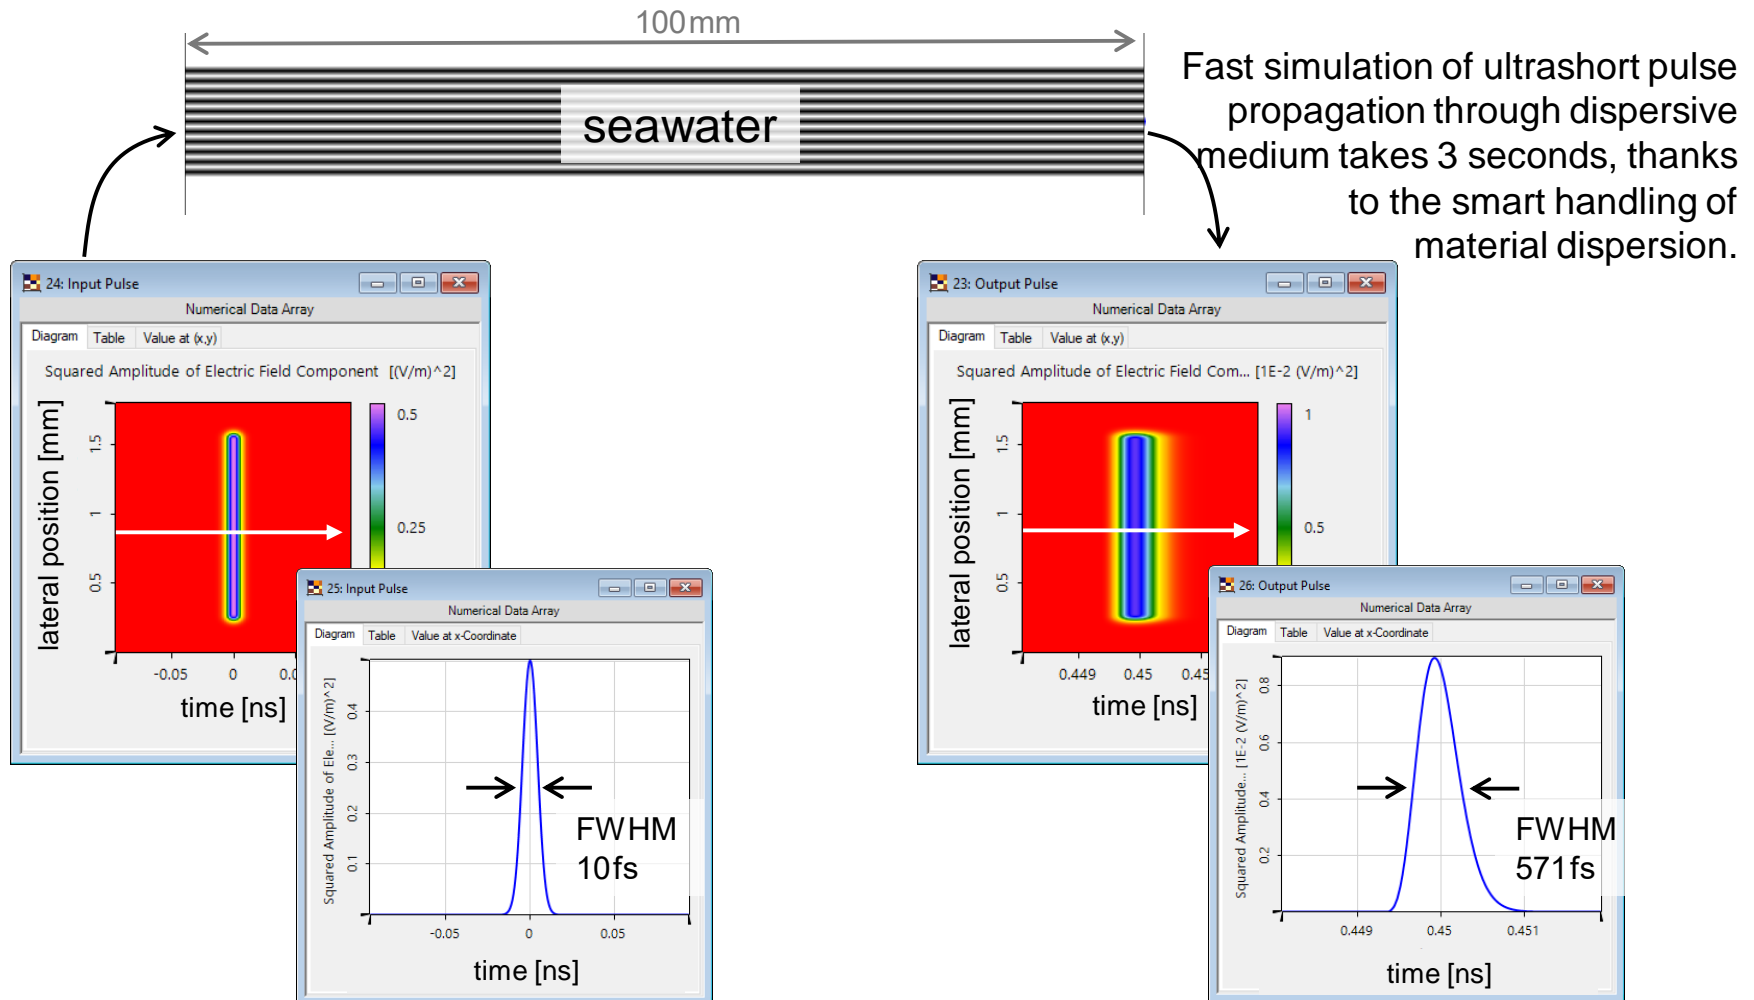 100mm
seawater
Fast simulation of ultrashort pulse
propagation through dispersive
medium takes 3 seconds, thanks
to the smart handling of
material dispersion.
24: Input Pulse
Numerical Data Array
Diagram Table Value at (x,y)
Squared Amplitude of Electric Field Component [(V/m)^2]
lateral position [mm]
1.5
1
0.5
0.5
0.25
-0.05 0
time [ns]
25: Input Pulse
Numerical Data Array
Diagram Table Value at x-Coordinate
Squared Amplitude of Ele... [(V/m)^2]
0.4
0.3
0.2
0.1
FWHM
10fs
-0.05 0 0.05
time [ns]
23: Output Pulse
Numerical Data Array
Diagram Table Value at (x,y)
Squared Amplitude of Electric Field Com... [1E-2 (V/m)^2]
lateral position [mm]
1.5
1
0.5
1
0.5
0.449 0.45
time [ns]
26: Output Pulse
Numerical Data Array
Diagram Table Value at x-Coordinate
Squared Amplitude... [1E-2 (V/m)^2]
0.8
0.6
0.4
0.2
FWHM
571fs
0.449 0.45 0.451
time [ns]